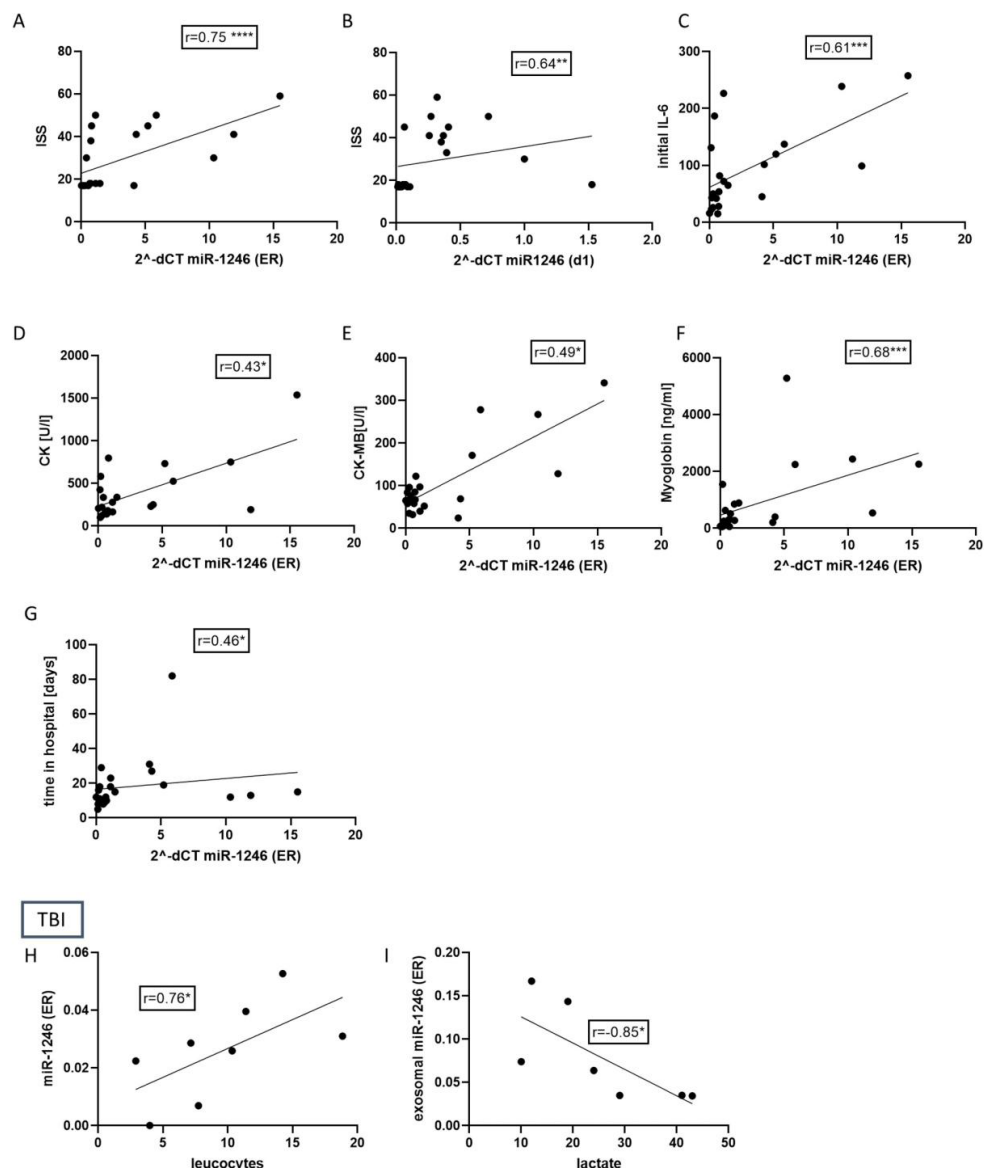 A
r=0.75 ****
80
60
40
20
0
ISS
0
5
10
15
20
2^-dCT miR-1246 (ER)
B
r=0.64**
80
60
40
20
0
ISS
0.0
0.5
1.0
1.5
2.0
2^-dCT miR1246 (d1)
C
r=0.61***
300
200
100
0
initial IL-6
0
5
10
15
20
2^-dCT miR-1246 (ER)
D
r=0.43*
2000
1500
1000
500
0
CK [U/l]
0
5
10
15
20
2^-dCT miR-1246 (ER)
E
r=0.49*
400
300
200
100
0
CK-MB[U/l]
0
5
10
15
20
2^-dCT miR-1246 (ER)
F
r=0.68***
6000
4000
2000
0
Myoglobin [ng/ml]
0
5
10
15
20
2^-dCT miR-1246 (ER)
G
r=0.46*
100
80
60
40
20
0
time in hospital [days]
0
5
10
15
20
2^-dCT miR-1246 (ER)
TBI
H
r=0.76*
0.06
0.04
0.02
0.00
miR-1246 (ER)
0
5
10
15
20
leucocytes
I
r=-0.85*
0.20
0.15
0.10
0.05
0.00
exosomal miR-1246 (ER)
0
10
20
30
40
50
lactate